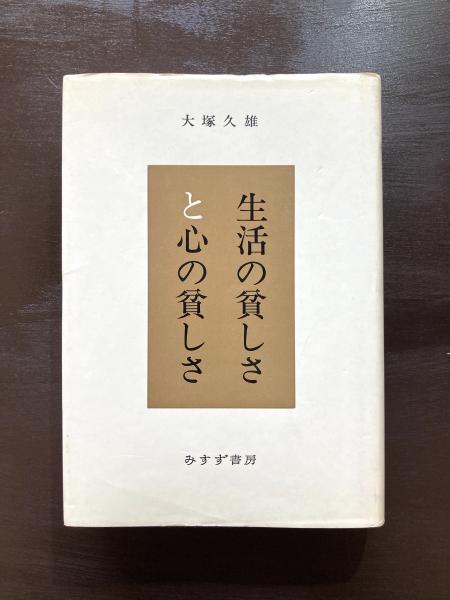 大塚久雄
生活の貧しさ
と心の貧しさ
みすず書房